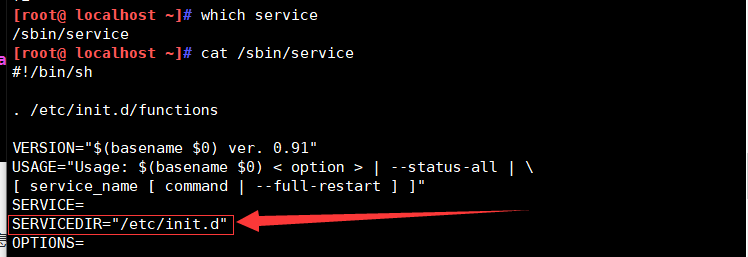 [root@ localhost ~]# which service
/sbin/service
[root@ localhost ~]# cat /sbin/service
#!/bin/sh
. /etc/init.d/functions
VERSION="$(basename $0) ver. 0.91"
USAGE="Usage: $(basename $0) < option > | --status-all | \
[ service_name [ command | --full-restart ] ]"
SERVICE=
SERVICEDIR="/etc/init.d"
OPTIONS=